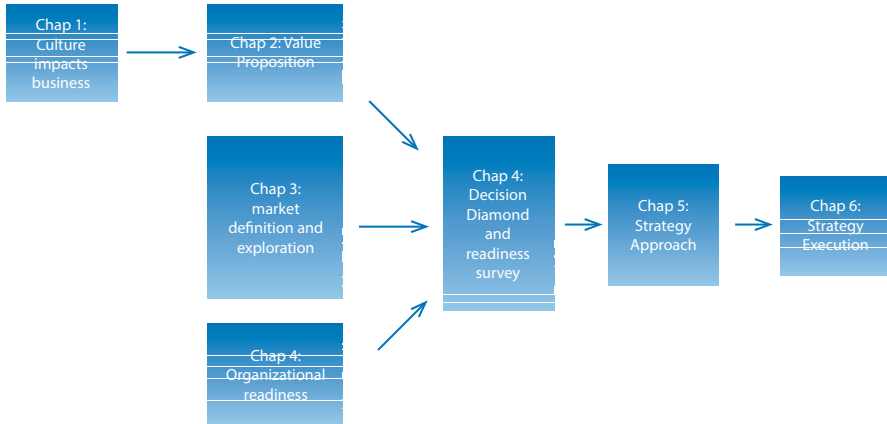 Chap 1:
Culture
impacts
business
Chap 2: Value
Proposition
Chap 3:
market
definition and
exploration
Chap 4:
Organizational
readiness
Chap 4:
Decision
Diamond
and
readiness
survey
Chap 5:
Strategy
Approach
Chap 6:
Strategy
Execution